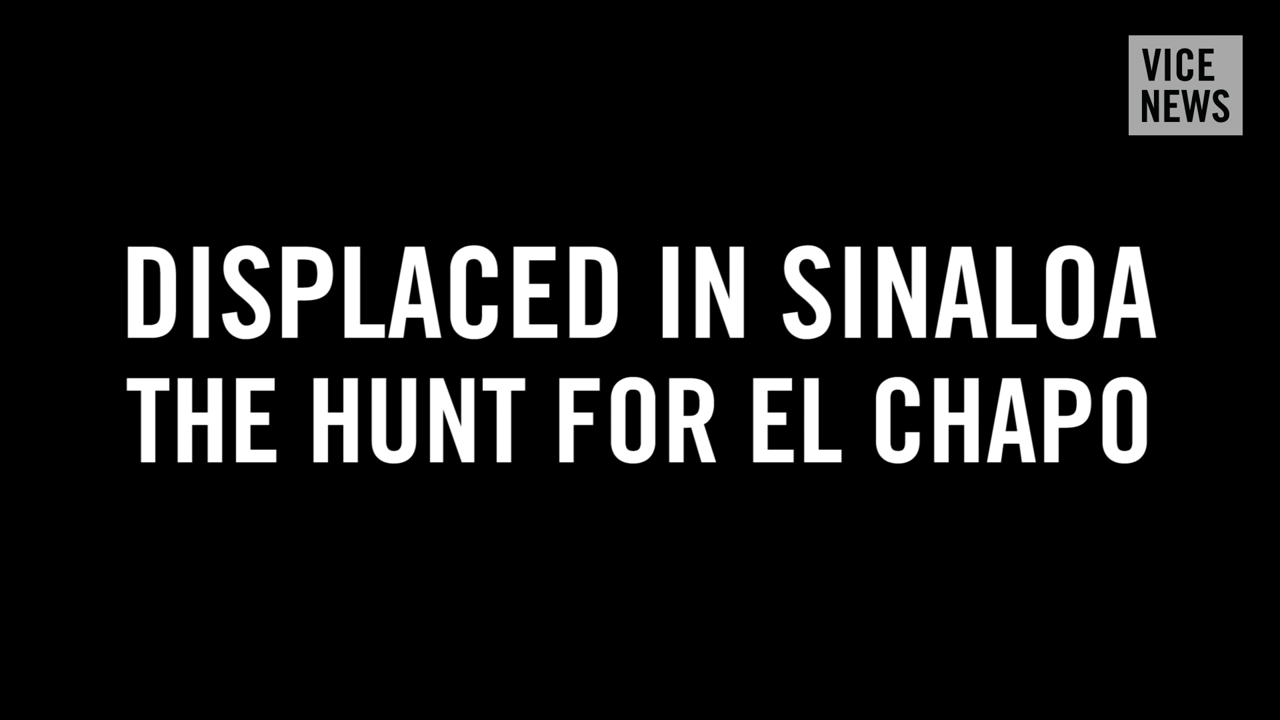 VICE
NEWS
DISPLACED IN SINALOA
THE HUNT FOR EL CHAPO